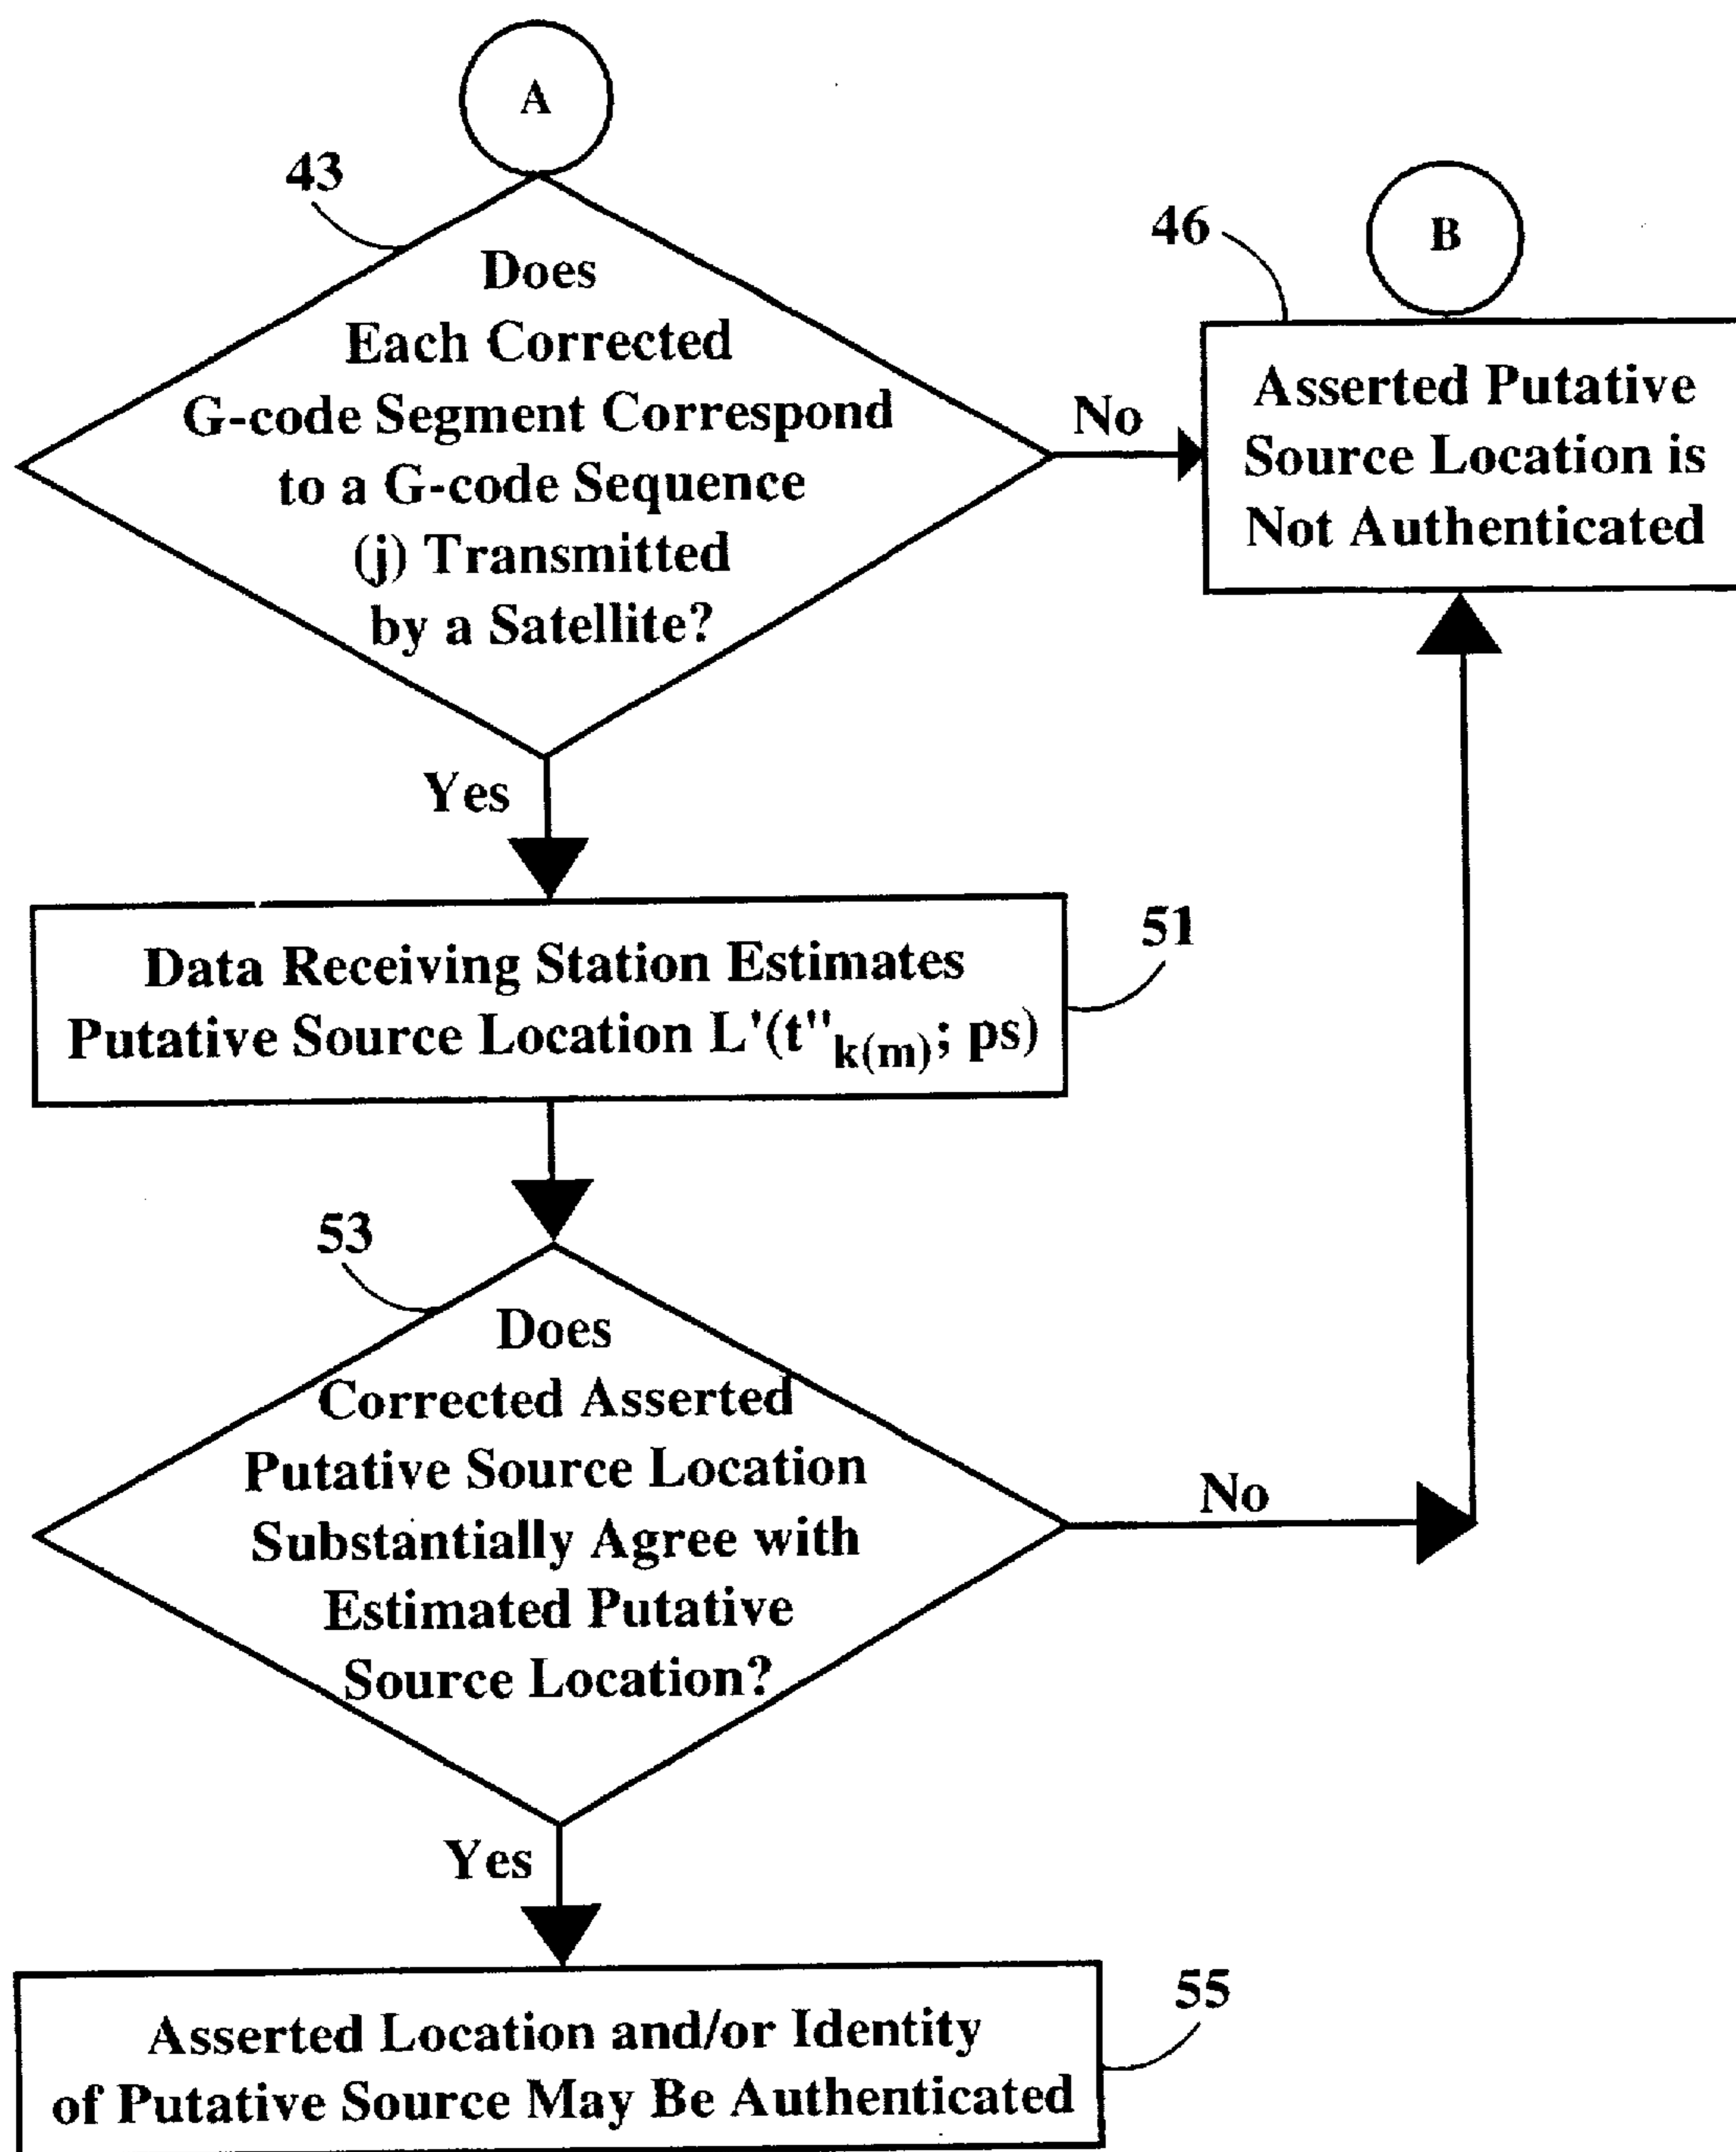 A
43
Does
Each Corrected
G-code Segment Correspond
to a G-code Sequence
(j) Transmitted
by a Satellite?
No
46
B
Asserted Putative
Source Location is
Not Authenticated
Yes
51
Data Receiving Station Estimates
Putative Source Location L'(t''k(m); ps)
53
Does
Corrected Asserted
Putative Source Location
Substantially Agree with
Estimated Putative
Source Location?
No
Yes
55
Asserted Location and/or Identity
of Putative Source May Be Authenticated